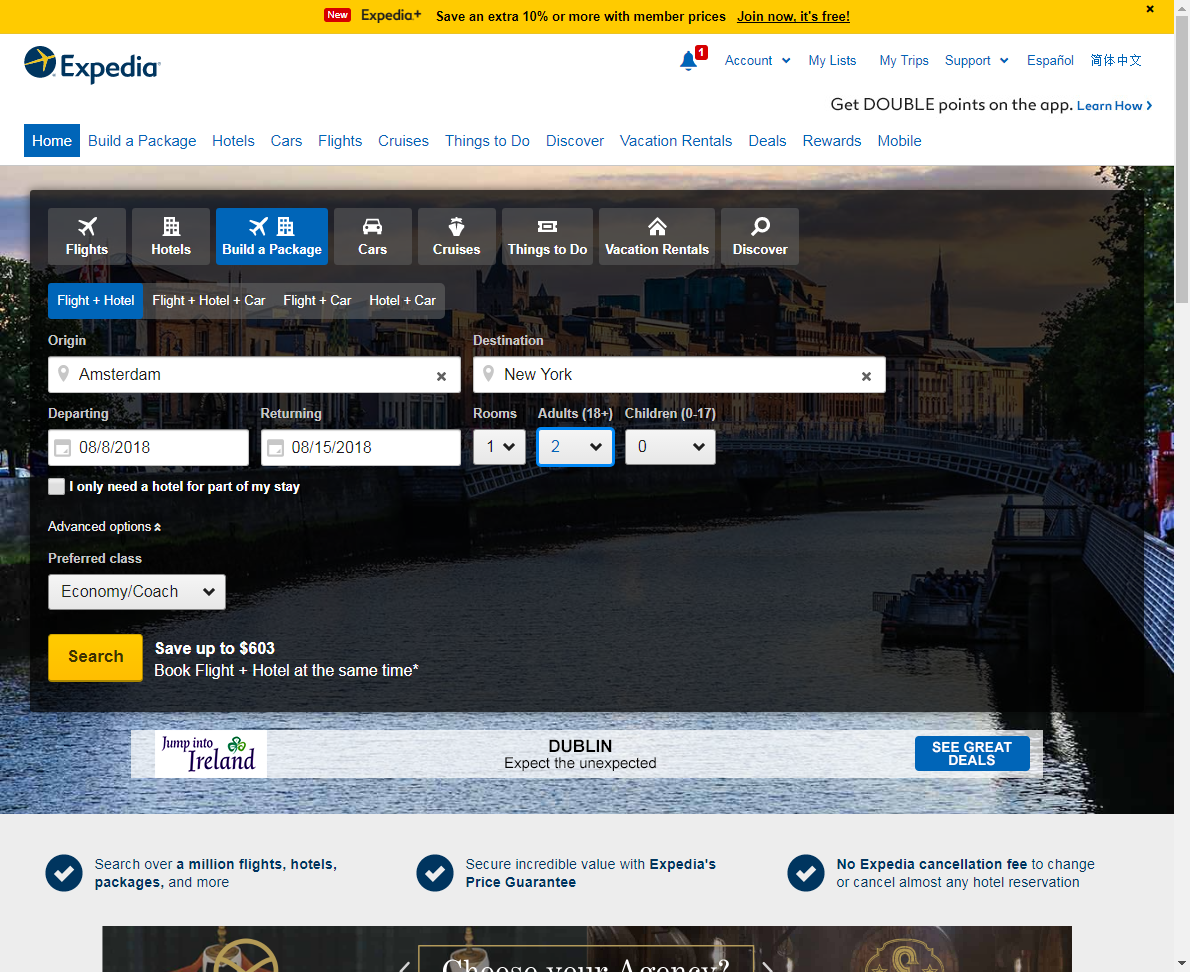 New Expedia+ Save an extra 10% or more with member prices Join now, it's free!
Expedia
1 Account My Lists My Trips Support Español 简体中文
Get DOUBLE points on the app. Learn How
Home Build a Package Hotels Cars Flights Cruises Things to Do Discover Vacation Rentals Deals Rewards Mobile
Flights Hotels Build a Package Cars Cruises Things to Do Vacation Rentals Discover
Flight + Hotel Flight + Hotel + Car Flight + Car Hotel + Car
Origin Destination
Amsterdam New York
Departing Returning Rooms Adults (18+) Children (0-17)
08/8/2018 08/15/2018 1 2 0
I only need a hotel for part of my stay
Advanced options
Preferred class
Economy/Coach
Search
Save up to $603
Book Flight + Hotel at the same time*
Jump into
Ireland
DUBLIN
Expect the unexpected
SEE GREAT
DEALS
Search over a million flights, hotels,
packages, and more
Secure incredible value with Expedia's
Price Guarantee
No Expedia cancellation fee to change
or cancel almost any hotel reservation
Choose your Agency?